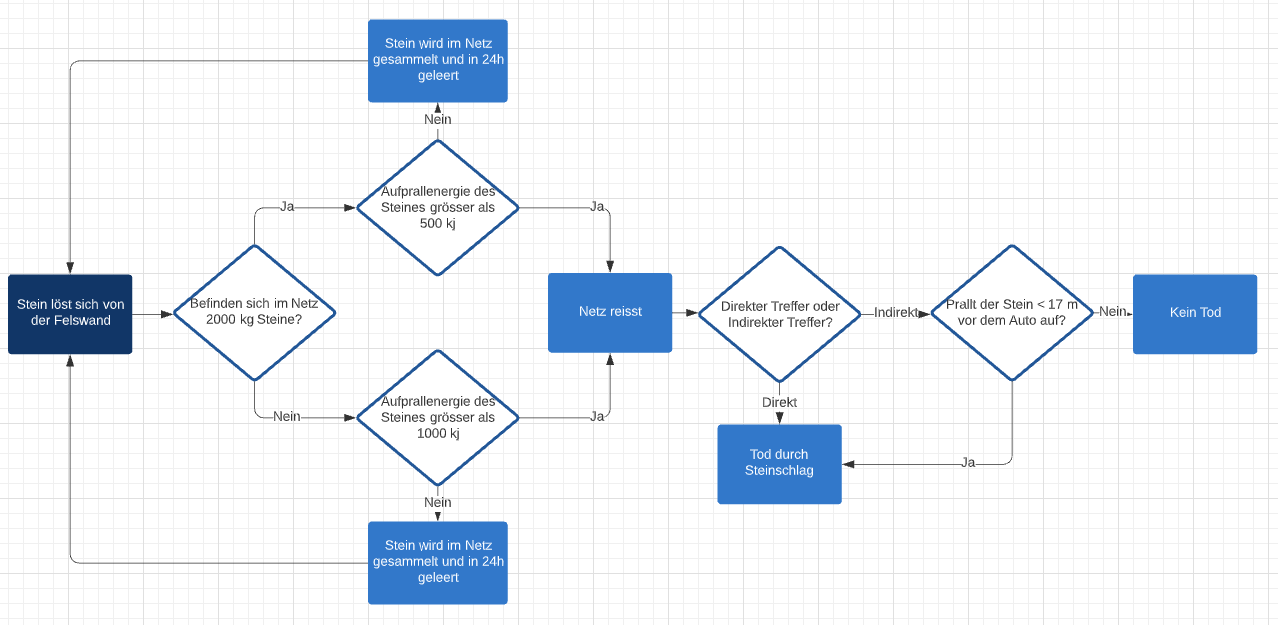 Stein wird im Netz
gesammelt und in 24h
geleert
Nein
Aufprallenergie des
Steines grösser als
500 kj
Ja
Ja
Stein löst sich von
der Felswand
Befinden sich im Netz
2000 kg Steine?
Netz reisst
Direkter Treffer oder
Indirekter Treffer?
Indirekt
Prallt der Stein < 17 m
vor dem Auto auf?
Nein
Kein Tod
Nein
Aufprallenergie des
Steines grösser als
1000 kj
Ja
Direkt
Tod durch
Steinschlag
Ja
Nein
Stein wird im Netz
gesammelt und in 24h
geleert